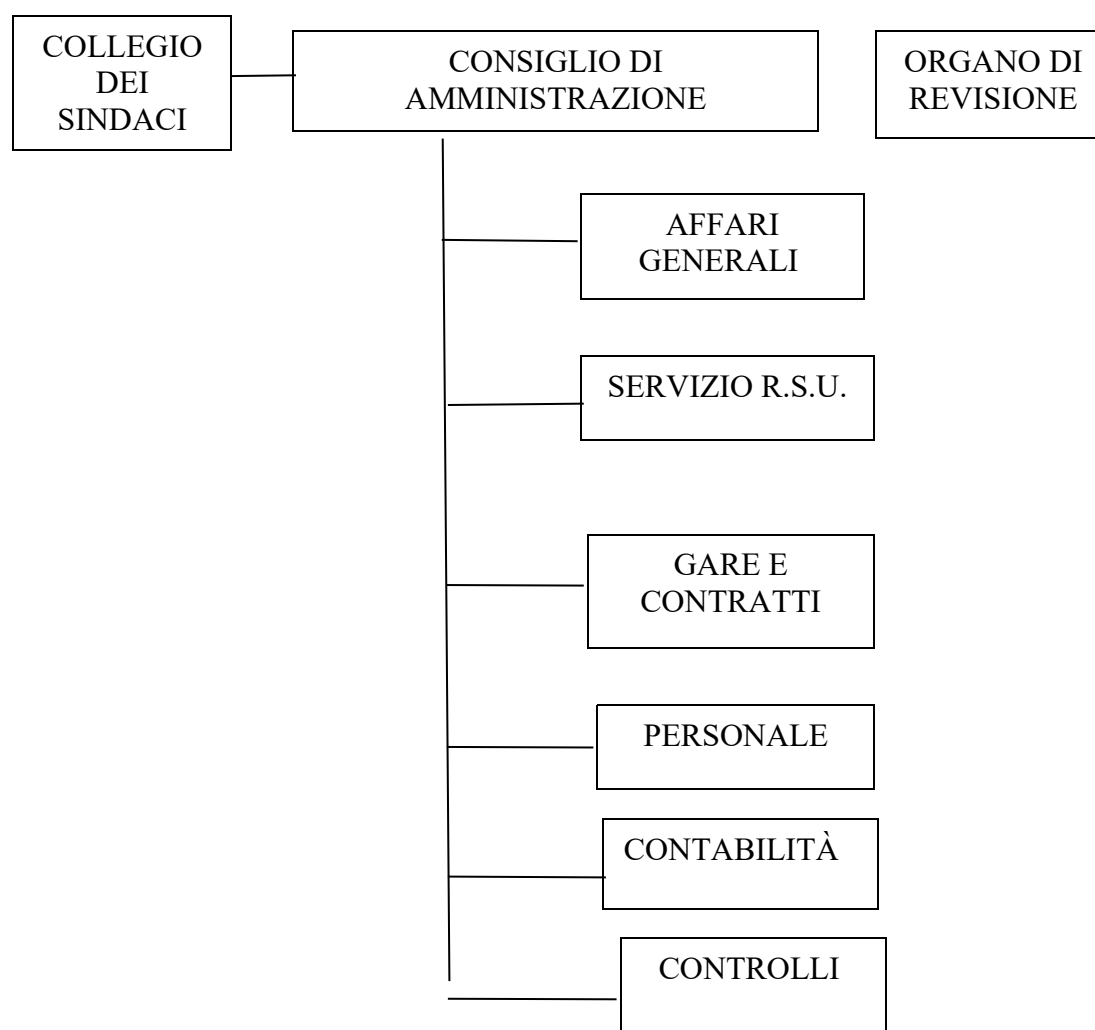 COLLEGIO
DEI
SINDACI
CONSIGLIO DI
AMMINISTRAZIONE
ORGANO DI
REVISIONE
AFFARI
GENERALI
SERVIZIO R.S.U.
GARE E
CONTRATTI
PERSONALE
CONTABILITÀ
CONTROLLI